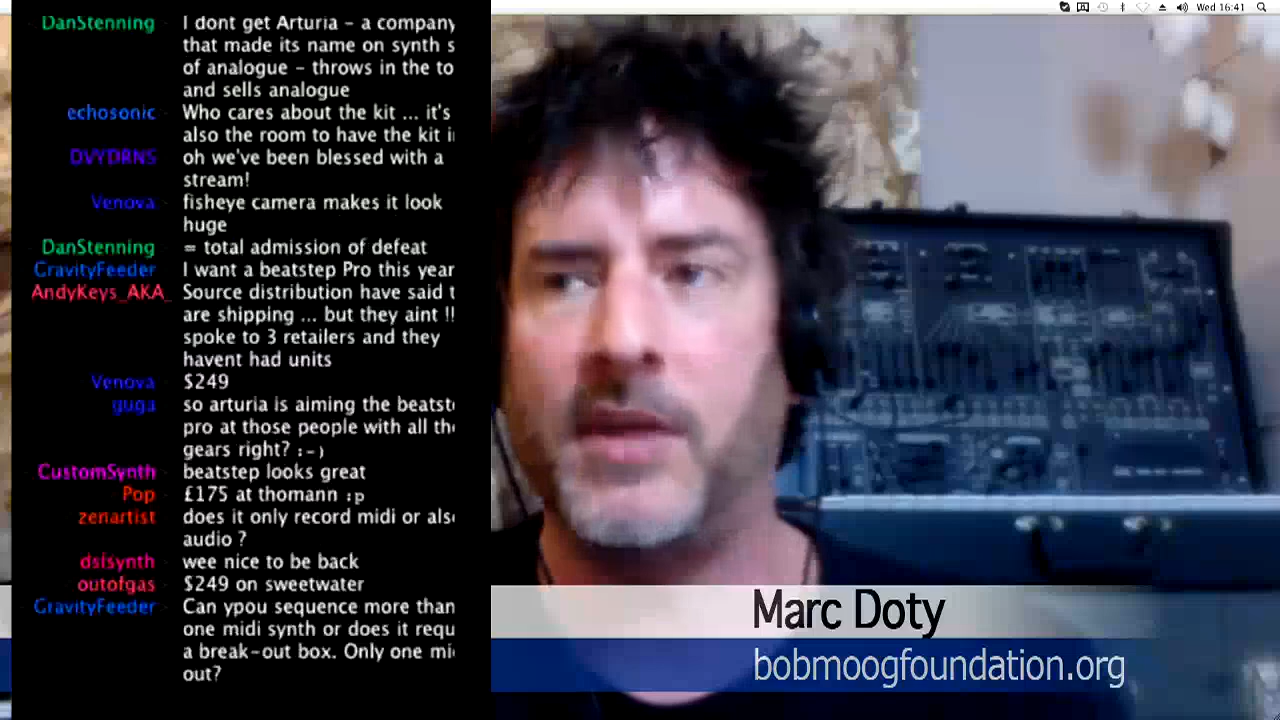 Wed 16:41
DanStenning I dont get Arturia - a company
that made its name on synth s
of analogue - throws in the to
and sells analogue
echosonic Who cares about the kit ... it's
also the room to have the kit i
DVYDRNS oh we've been blessed with a
stream!
Venova fisheye camera makes it look
huge
DanStenning = total admission of defeat
GravityFeeder I want a beatstep Pro this year
AndyKeys_AKA_ Source distribution have said t
are shipping ... but they aint !!
spoke to 3 retailers and they
havent had units
Venova $249
guga so arturia is aiming the beatst
pro at those people with all the
gears right? :-)
CustomSynth beatstep looks great
Pop £175 at thomann :p
zenartist does it only record midi or also
audio ?
dsisynth wee nice to be back
outofgas $249 on sweetwater
GravityFeeder Can ypou sequence more than
one midi synth or does it requ
a break-out box. Only one mi
out?
Marc Doty
bobmoogfoundation.org